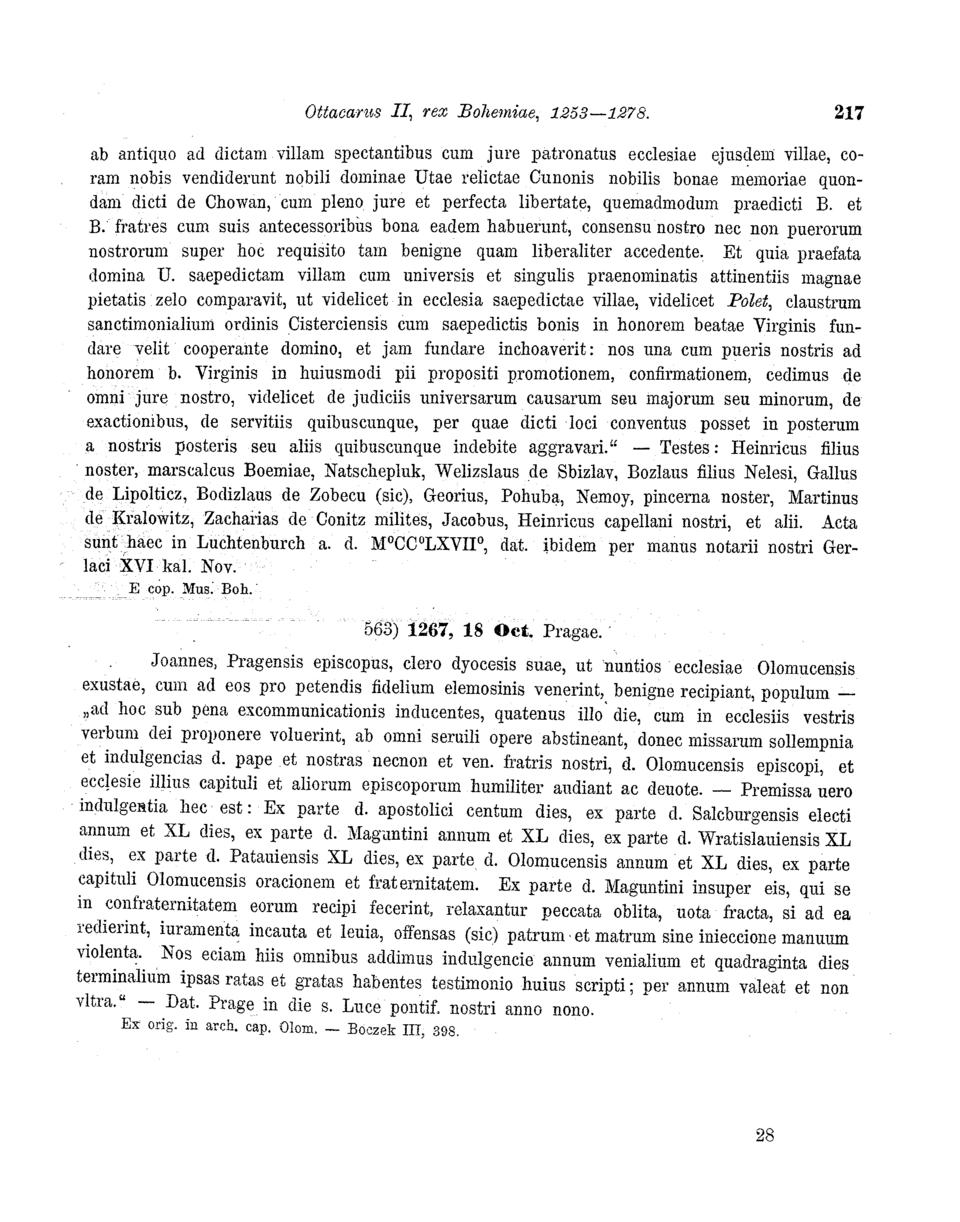 Ottacarus II, rex Bohemiae, 1253—1278. 217
ab antiquo ad dictam villam spectantibus cum jure patronatus ecclesiae ejusdem villae, co-
ram nobis vendiderunt nobili dominae Utae relictae Cunonis nobilis bonae memoriae quon-
dam dicti de Chowan, cum pleno jure et perfecta libertate, quemadmodum praedicti B. et
B. fratres cum suis antecessoribus bona eadem habuerunt, consensu nostro nec non puerorum
nostrorum super hoc requisito tam benigne quam liberaliter accedente. Et quia praefata
domina U. saepedictam villam cum universis et singulis praenominatis attinentiis magnae
pietatis zelo comparavit, ut videlicet in ecclesia saepedictae villae, videlicet Polet, claustrum
sanctimonialium ordinis Cisterciensis cum saepedictis bonis in honorem beatae Virginis fun-
dare velit cooperante domino, et jam fundare inchoaverit: nos una cum pueris nostris ad
honorem b. Virginis in huiusmodi pii propositi promotionem, confirmationem, cedimus de
omni jure nostro, videlicet de judiciis universarum causarum seu majorum seu minorum, de
exactionibus, de servitiis quibuscunque, per quae dicti loci conventus posset in posterum
a nostris posteris seu aliis quibuscunque indebite aggravari.“ — Testes: Heinricus filius
noster, marscalcus Boemiae, Natschepluk, Welizslaus de Sbizlav, Bozlaus filius Nelesi, Gallus
de Lipolticz, Bodizlaus de Zobecu (sic), Georius, Pohuba, Nemoy, pincerna noster, Martinus
de Kralowitz, Zacharias de Conitz milites, Jacobus, Heinricus capellani nostri, et alii. Acta
sunt haec in Luchtenburch a. d. M⁰CC⁰LXVII⁰, dat. ibidem per manus notarii nostri Ger-
laci XVI kal. Nov.
E cop. Mus. Boh.
563) 1267, 18 Oct. Pragae.
Joannes, Pragensis episcopus, clero dyocesis suae, ut nuntios ecclesiae Olomucensis
exustae, cum ad eos pro petendis fidelium elemosinis venerint, benigne recipiant, populum —
„ad hoc sub pena excommunicationis inducentes, quatenus illo die, cum in ecclesiis vestris
verbum dei proponere voluerint, ab omni seruili opere abstineant, donec missarum sollempnia
et indulgencias d. pape et nostras necnon et ven. fratris nostri, d. Olomucensis episcopi, et
ecclesie illius capituli et aliorum episcoporum humiliter audiant ac deuote. — Premissa uero
indulgentia hec est: Ex parte d. apostolici centum dies, ex parte d. Salcburgensis electi
annum et XL dies, ex parte d. Maguntini annum et XL dies, ex parte d. Wratislauiensis XL
dies, ex parte d. Patauiensis XL dies, ex parte d. Olomucensis annum et XL dies, ex parte
capituli Olomucensis oracionem et fraternitatem. Ex parte d. Maguntini insuper eis, qui se
in confraternitatem eorum recipi fecerint, relaxantur peccata oblita, uota fracta, si ad ea
redierint, iuramenta incauta et leuia, offensas (sic) patrum et matrum sine inieccione manuum
violenta. Nos eciam hiis omnibus addimus indulgencie annum venialium et quadraginta dies
terminalium ipsas ratas et gratas habentes testimonio huius scripti; per annum valeat et non
vltra.“ — Dat. Prage in die s. Luce pontif. nostri anno nono.
Ex orig. in arch. cap. Olom. — Boczek III, 398.
28